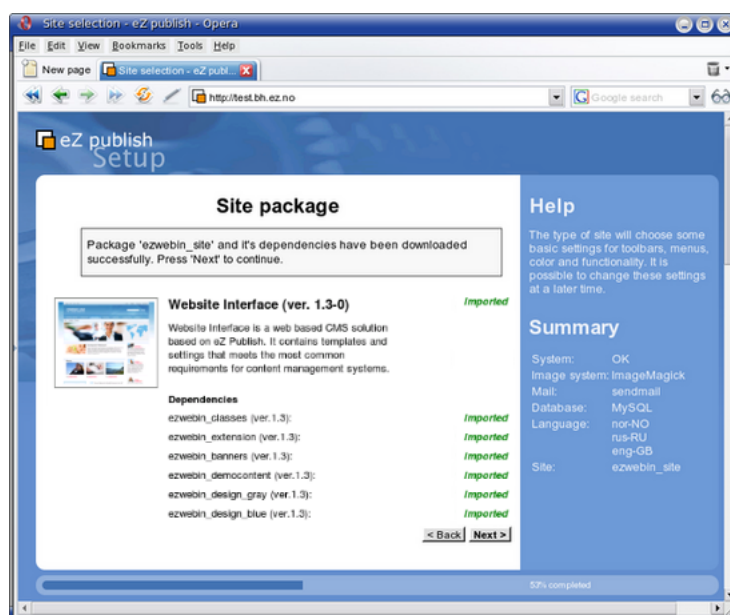 Site selection - eZ publish - Opera
File Edit View Bookmarks Tools Help
New page Site selection - eZ publ...
http://test.bh.ez.no Google search
eZ publish
Setup
Site package
Package 'ezwebin_site' and it's dependencies have been downloaded
successfully. Press 'Next' to continue.
Website Interface (ver. 1.3-0) Imported
Website Interface is a web based CMS solution
based on eZ Publish. It contains templates and
settings that meets the most common
requirements for content management systems.
Dependencies
ezwebin_classes (ver.1.3): Imported
ezwebin_extension (ver.1.3): Imported
ezwebin_banners (ver.1.3): Imported
ezwebin_democontent (ver.1.3): Imported
ezwebin_design_gray (ver.1.3): Imported
ezwebin_design_blue (ver.1.3): Imported
< Back Next >
Help
The type of site will choose some
basic settings for toolbars, menus,
color and functionality. It is
possible to change these settings
at a later time.
Summary
System: OK
Image system: ImageMagick
Mail: sendmail
Database: MySQL
Language: nor-NO
rus-RU
eng-GB
Site: ezwebin_site
53% completed